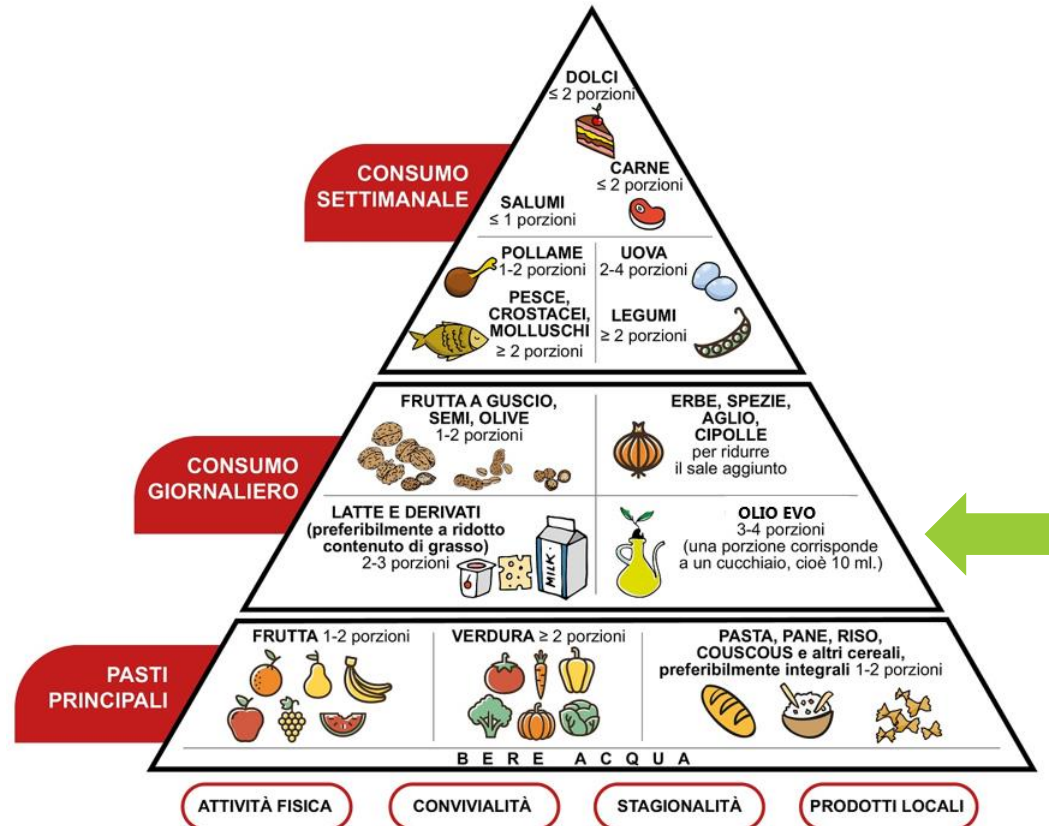 DOLCI
≤ 2 porzioni
CARNE
≤ 2 porzioni
SALUMI
≤ 1 porzioni
CONSUMO
SETTIMANALE
POLLAME
1-2 porzioni
UOVA
2-4 porzioni
PESCE,
CROSTACEI,
MOLLUSCHI
≥ 2 porzioni
LEGUMI
≥ 2 porzioni
CONSUMO
GIORNALIERO
FRUTTA A GUSCIO,
SEMI, OLIVE
1-2 porzioni
ERBE, SPEZIE,
AGLIO,
CIPOLLE
per ridurre
il sale aggiunto
LATTE E DERIVATI
(preferibilmente a ridotto
contenuto di grasso)
2-3 porzioni
MILK
OLIO EVO
3-4 porzioni
(una porzione corrisponde
a un cucchiaio, cioè 10 ml.)
PASTI
PRINCIPALI
FRUTTA 1-2 porzioni
VERDURA ≥ 2 porzioni
PASTA, PANE, RISO,
COUSCOUS e altri cereali,
preferibilmente integrali 1-2 porzioni
BERE ACQUA
ATTIVITÀ FISICA
CONVIVIALITÀ
STAGIONALITÀ
PRODOTTI LOCALI